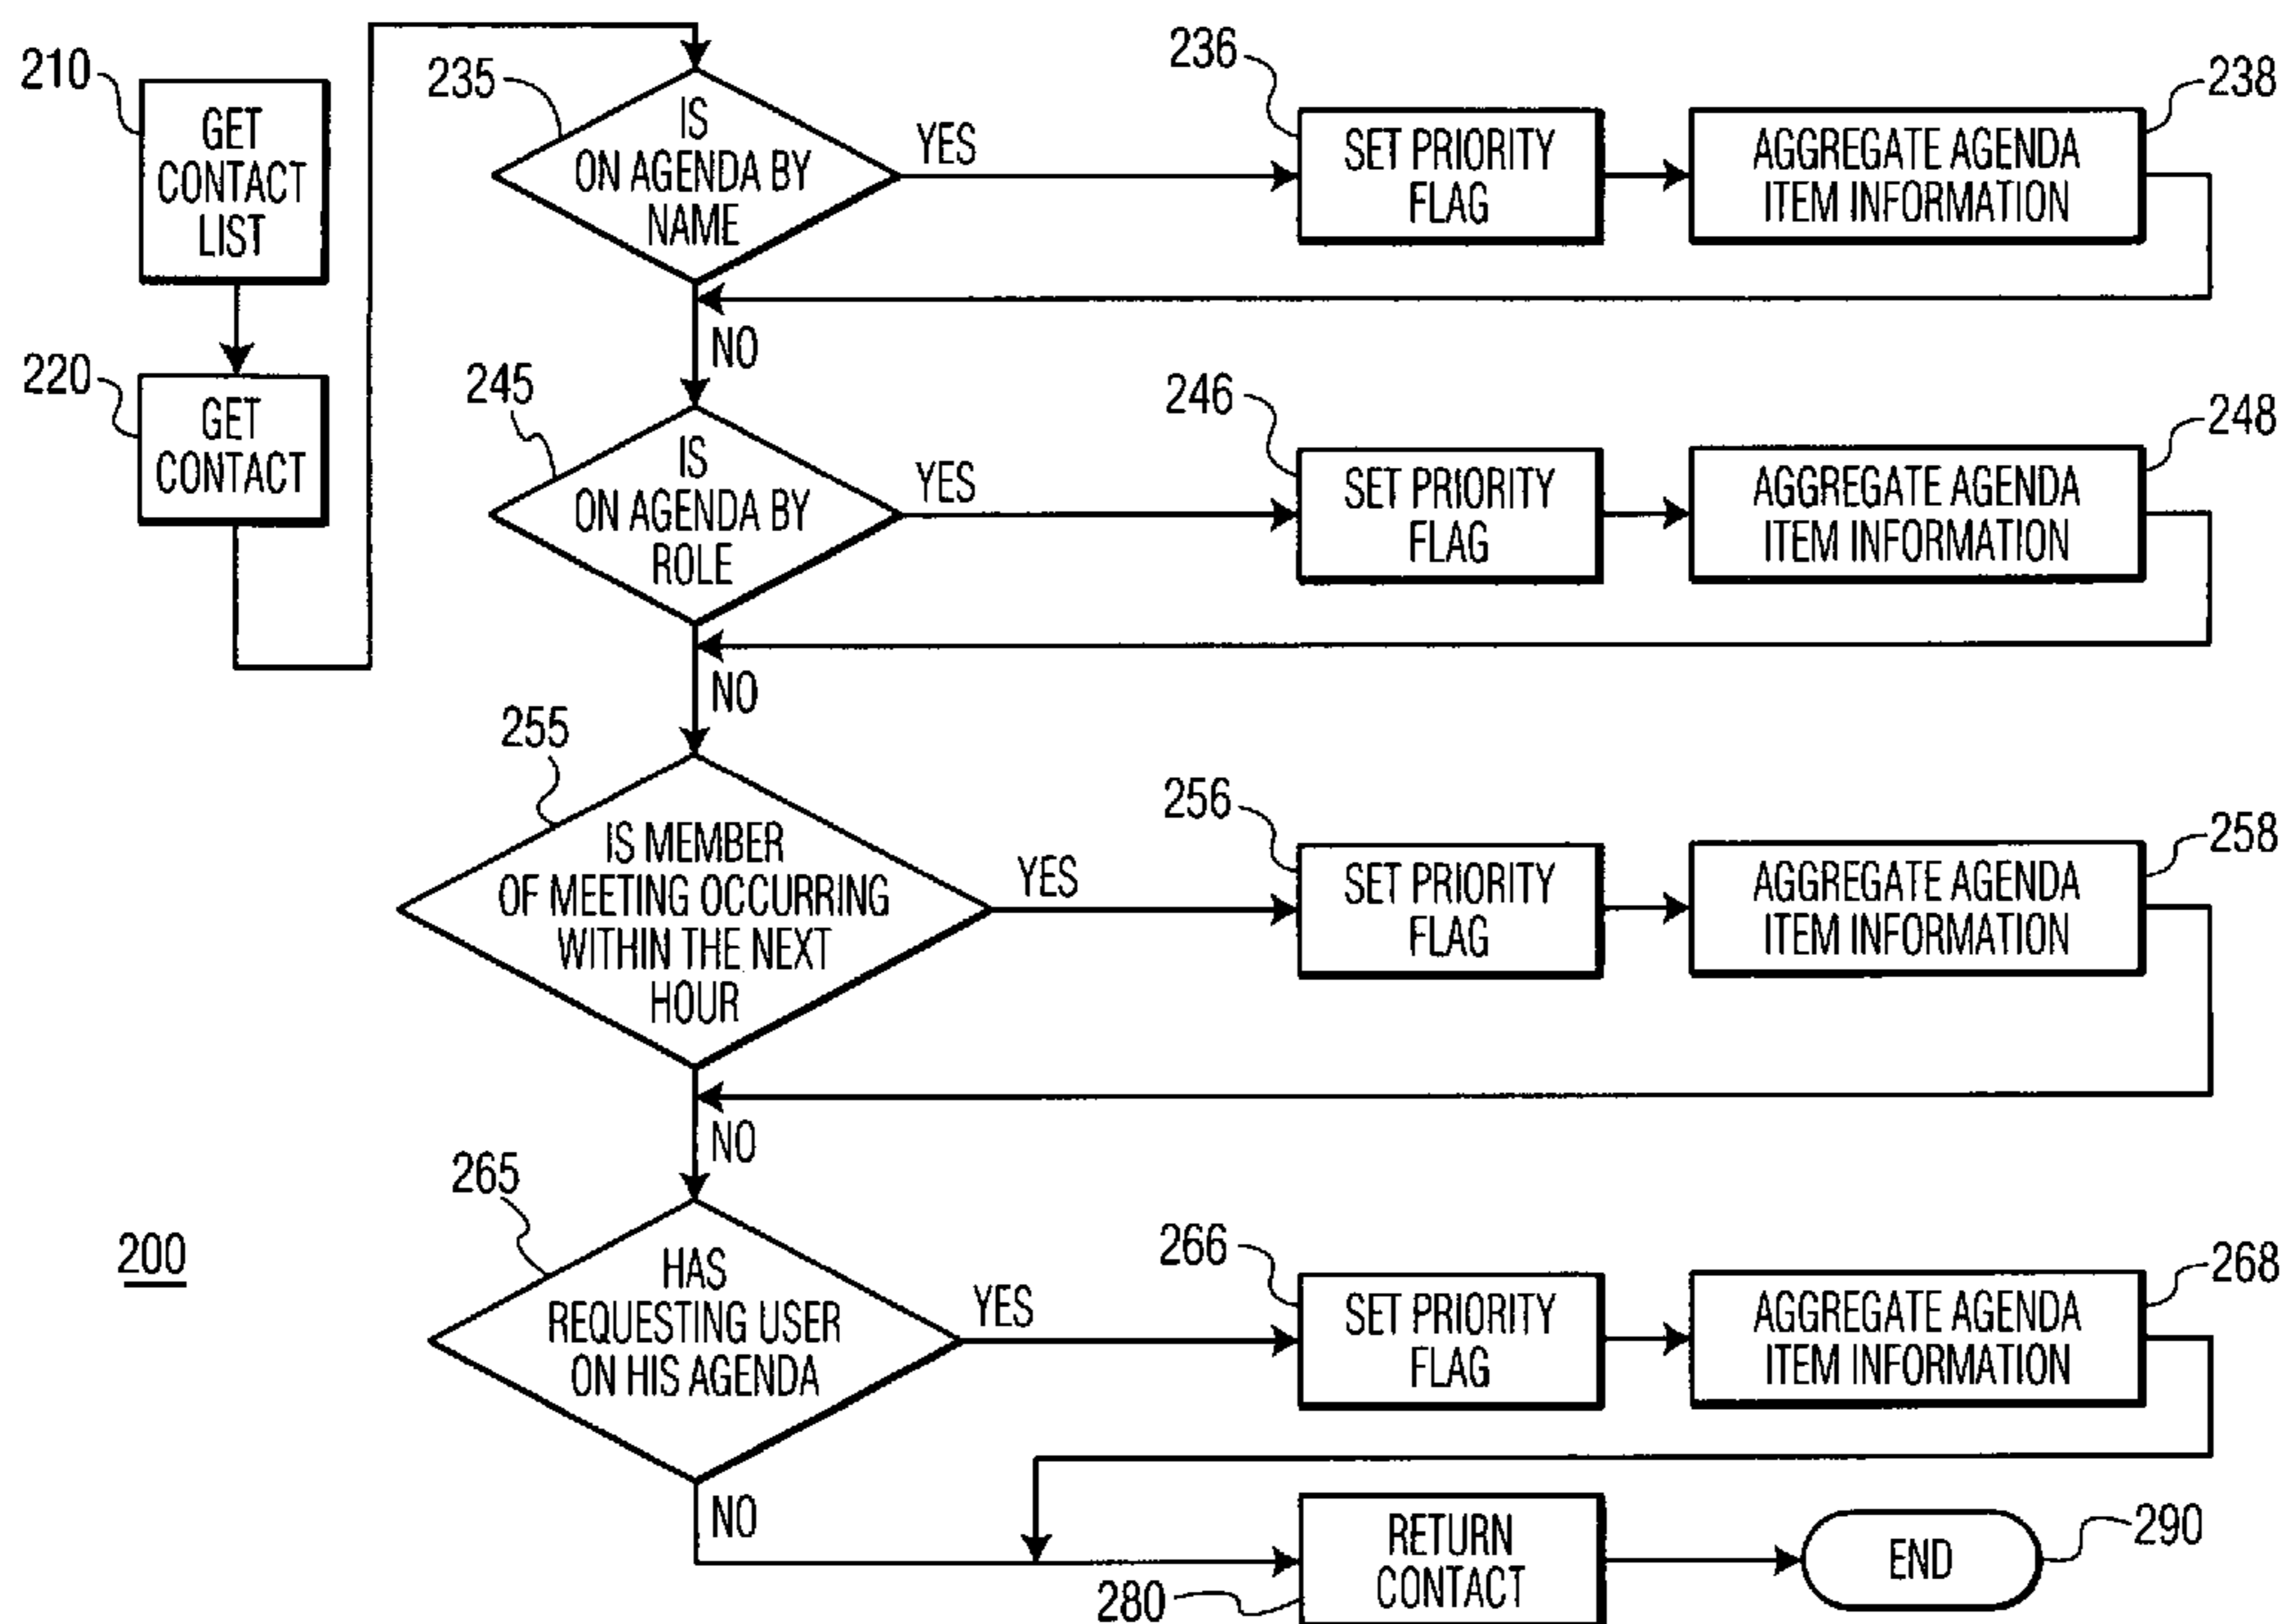 210
GET
CONTACT
LIST
220
GET
CONTACT
235
IS
ON AGENDA BY
NAME
YES
NO
236
SET PRIORITY
FLAG
238
AGGREGATE AGENDA
ITEM INFORMATION
245
IS
ON AGENDA BY
ROLE
YES
NO
246
SET PRIORITY
FLAG
248
AGGREGATE AGENDA
ITEM INFORMATION
255
IS MEMBER
OF MEETING OCCURRING
WITHIN THE NEXT
HOUR
YES
NO
256
SET PRIORITY
FLAG
258
AGGREGATE AGENDA
ITEM INFORMATION
200
265
HAS
REQUESTING USER
ON HIS AGENDA
YES
NO
266
SET PRIORITY
FLAG
268
AGGREGATE AGENDA
ITEM INFORMATION
280
RETURN
CONTACT
END
290